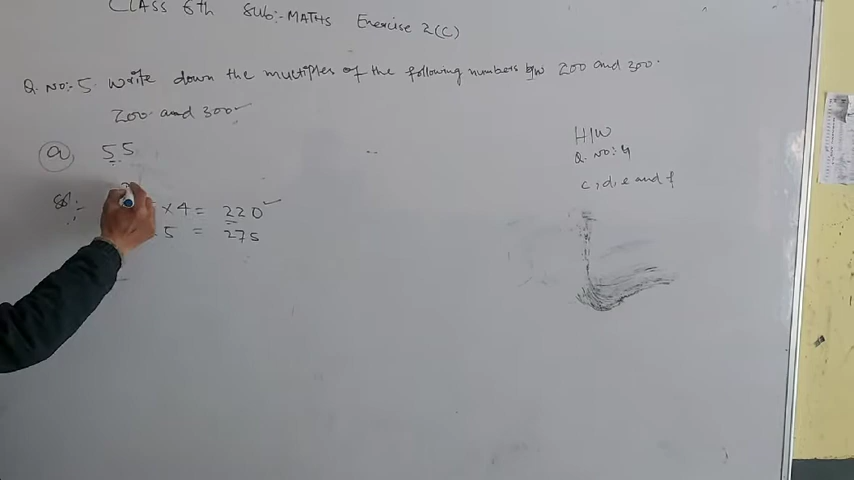 CLASS 6th Sub:- MATHS Exercise 2(C)
Q. NO:- 5. Write down the multiples of the following numbers b/w 200 and 300.
200 and 300
(a) 55
Sol:- × 4 = 220
5 = 275
H/W
Q. NO: 4
c, d, e and f